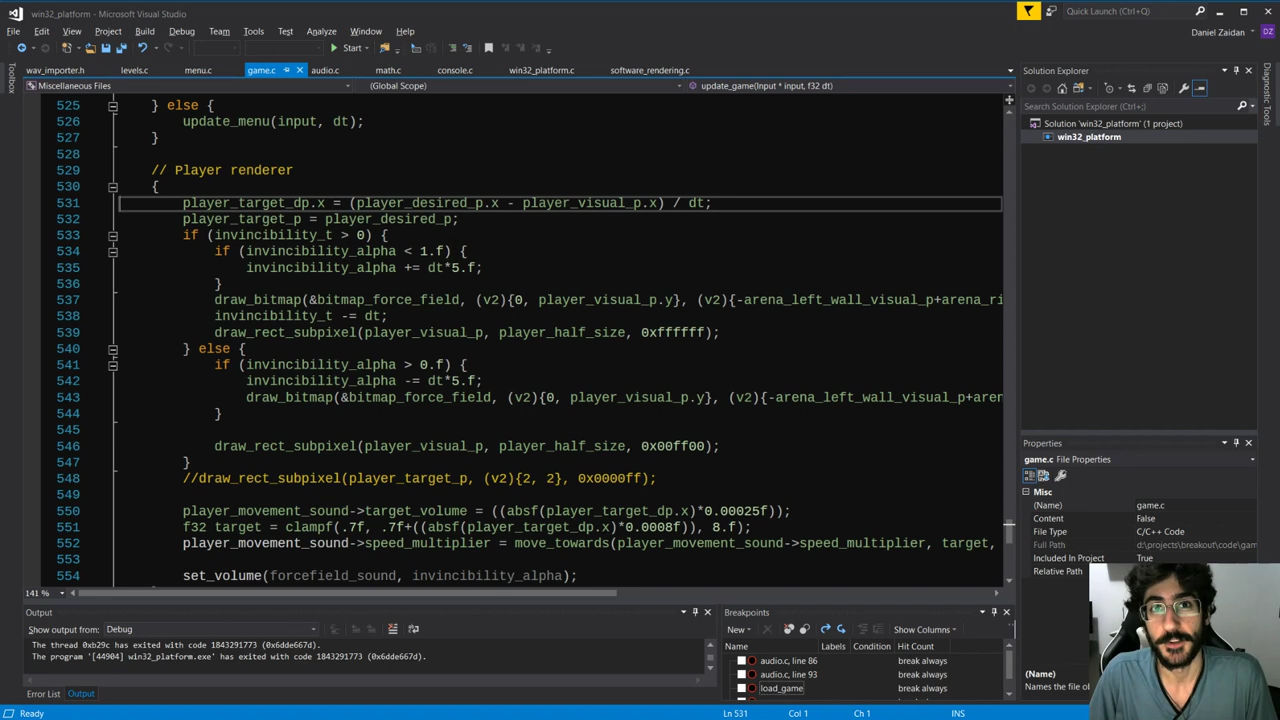 win32_platform - Microsoft Visual Studio
Quick Launch (Ctrl+Q)
File Edit View Project Build Debug Team Tools Test Analyze Window Help
Daniel Zaidan DZ
Start
wav_importer.h levels.c menu.c game.c audio.c math.c console.c win32_platform.c software_rendering.c
Toolbox
Miscellaneous Files (Global Scope) update_game(Input * input, f32 dt)
525 } else {
526 update_menu(input, dt);
527 }
528
529 // Player renderer
530 {
531 player_target_dp.x = (player_desired_p.x - player_visual_p.x) / dt;
532 player_target_p = player_desired_p;
533 if (invincibility_t > 0) {
534 if (invincibility_alpha < 1.f) {
535 invincibility_alpha += dt*5.f;
536 }
537 draw_bitmap(&bitmap_force_field, (v2){0, player_visual_p.y}, (v2){-arena_left_wall_visual_p+arena_ri
538 invincibility_t -= dt;
539 draw_rect_subpixel(player_visual_p, player_half_size, 0xffffff);
540 } else {
541 if (invincibility_alpha > 0.f) {
542 invincibility_alpha -= dt*5.f;
543 draw_bitmap(&bitmap_force_field, (v2){0, player_visual_p.y}, (v2){-arena_left_wall_visual_p+aren
544 }
545
546 draw_rect_subpixel(player_visual_p, player_half_size, 0x00ff00);
547 }
548 //draw_rect_subpixel(player_target_p, (v2){2, 2}, 0x0000ff);
549
550 player_movement_sound->target_volume = ((absf(player_target_dp.x)*0.00025f));
551 f32 target = clampf(.7f, .7f+((absf(player_target_dp.x)*0.0008f)), 8.f);
552 player_movement_sound->speed_multiplier = move_towards(player_movement_sound->speed_multiplier, target,
553
554 set_volume(forcefield_sound, invincibility_alpha);
141 %
Solution Explorer
Search Solution Explorer (Ctrl+;)
Solution 'win32_platform' (1 project)
win32_platform
Diagnostic Tools
Properties
game.c File Properties
Misc
(Name) game.c
Content False
Item Type C/C++ Code
Full Path d:\projects\breakout\code\gam
Included In Project True
Relative Path
(Name)
Names the file o
Output
Show output from: Debug
The thread 0xb29c has exited with code 1843291773 (0x6dde667d).
The program '[44904] win32_platform.exe' has exited with code 1843291773 (0x6dde667d).
Breakpoints
New Show Columns
Name Labels Condition Hit Count
audio.c, line 86 break always
audio.c, line 93 break always
load_game break always
Error List Output
Ready Ln 531 Col 1 Ch 1 INS